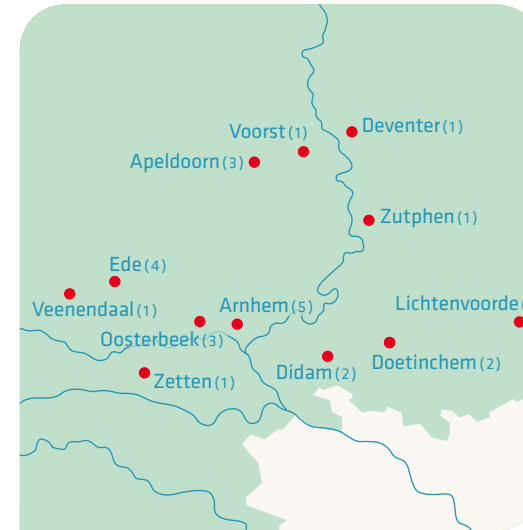 Deventer (1)
Voorst (1)
Apeldoorn (3)
Zutphen (1)
Ede (4)
Veenendaal (1)
Arnhem (5)
Lichtenvoorde (
Oosterbeek (3)
Doetinchem (2)
Didam (2)
Zetten (1)